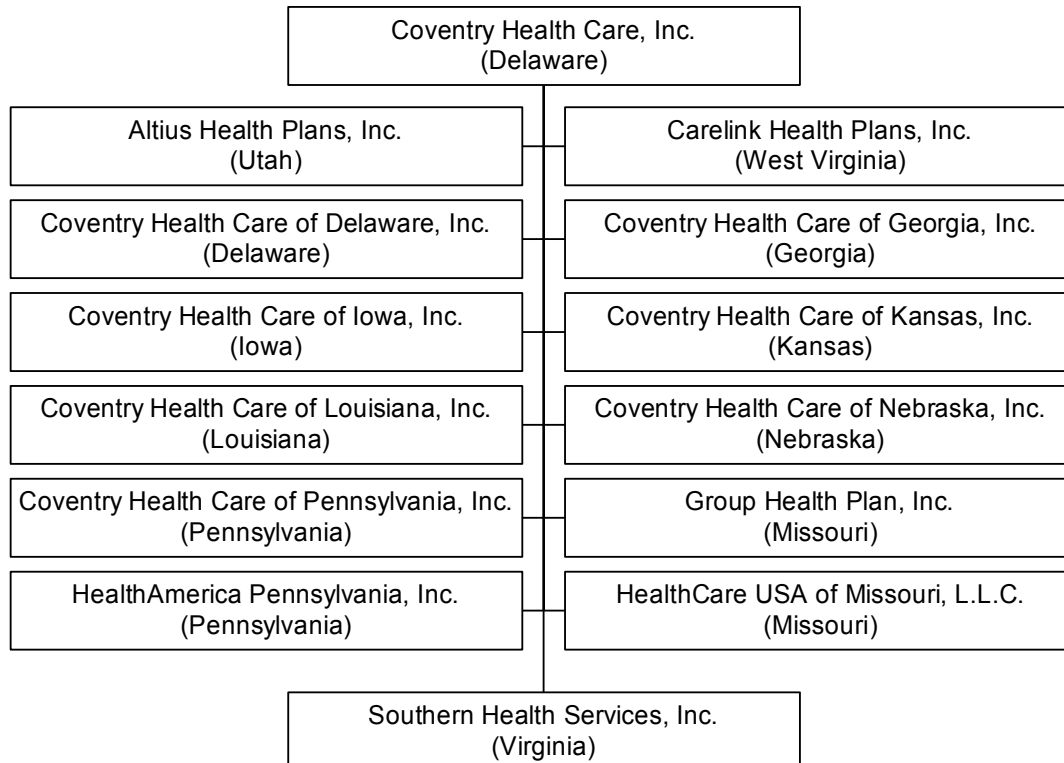 Coventry Health Care, Inc.
(Delaware)
Altius Health Plans, Inc.
(Utah)
Carelink Health Plans, Inc.
(West Virginia)
Coventry Health Care of Delaware, Inc.
(Delaware)
Coventry Health Care of Georgia, Inc.
(Georgia)
Coventry Health Care of Iowa, Inc.
(Iowa)
Coventry Health Care of Kansas, Inc.
(Kansas)
Coventry Health Care of Louisiana, Inc.
(Louisiana)
Coventry Health Care of Nebraska, Inc.
(Nebraska)
Coventry Health Care of Pennsylvania, Inc.
(Pennsylvania)
Group Health Plan, Inc.
(Missouri)
HealthAmerica Pennsylvania, Inc.
(Pennsylvania)
HealthCare USA of Missouri, L.L.C.
(Missouri)
Southern Health Services, Inc.
(Virginia)